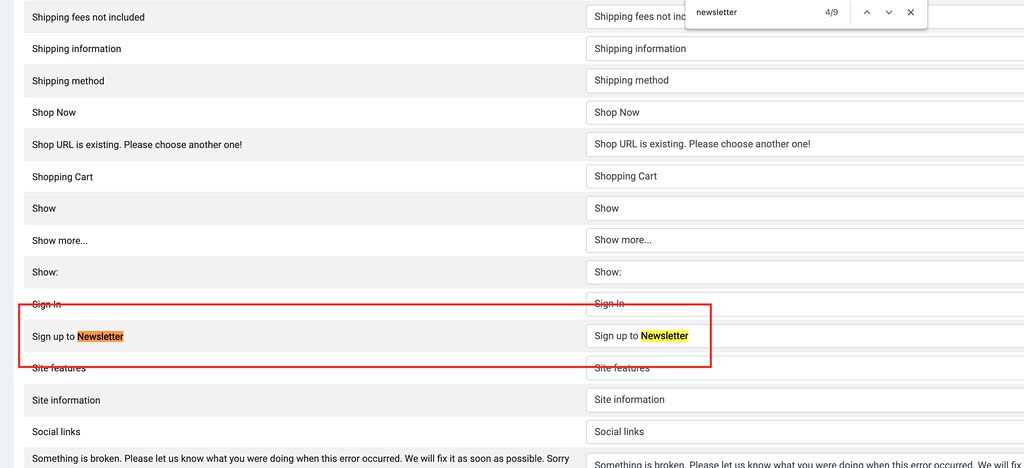 newsletter 4/9
Shipping fees not included Shipping fees not inc
Shipping information Shipping information
Shipping method Shipping method
Shop Now Shop Now
Shop URL is existing. Please choose another one! Shop URL is existing. Please choose another one!
Shopping Cart Shopping Cart
Show Show
Show more... Show more...
Show: Show:
Sign In Sign In
Sign up to Newsletter Sign up to Newsletter
Site features Site features
Site information Site information
Social links Social links
Something is broken. Please let us know what you were doing when this error occurred. We will fix it as soon as possible. Sorry Something is broken. Please let us know what you were doing when this error occurred. We will fix